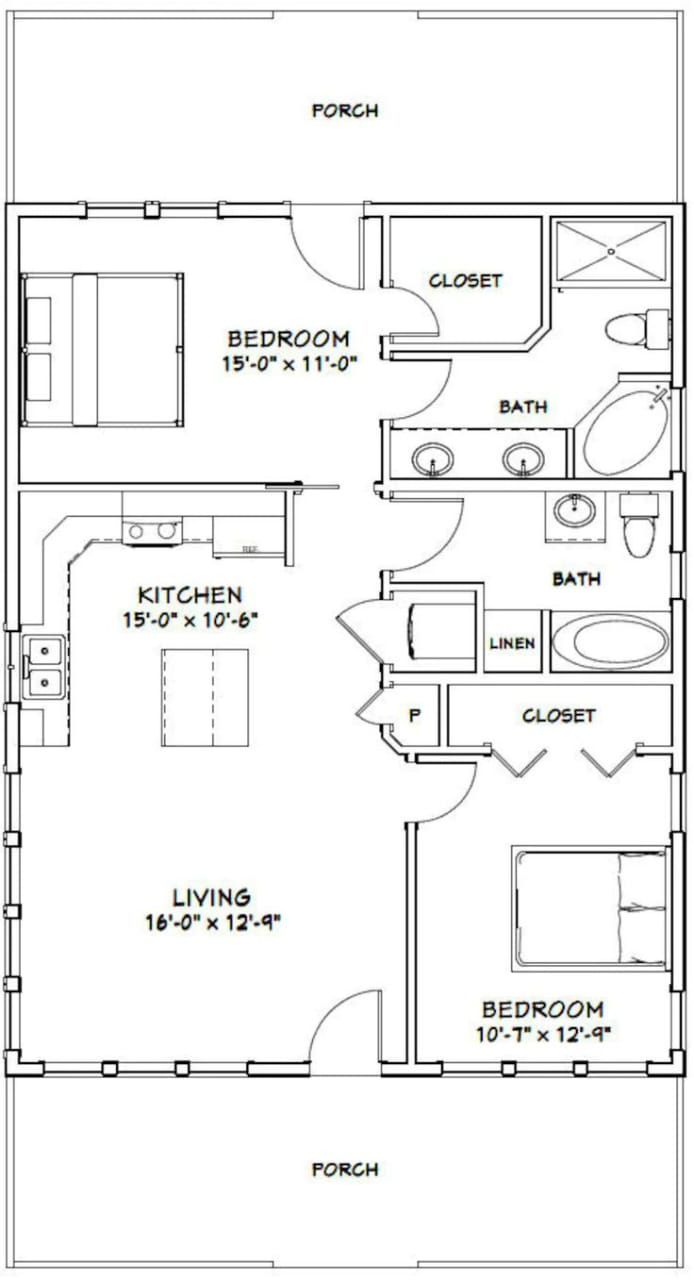 PORCH
CLOSET
BEDROOM
15'-0" x 11'-0"
BATH
REF.
KITCHEN
15'-0" x 10'-6"
BATH
LINEN
P
CLOSET
LIVING
16'-0" x 12'-9"
BEDROOM
10'-7" x 12'-9"
PORCH